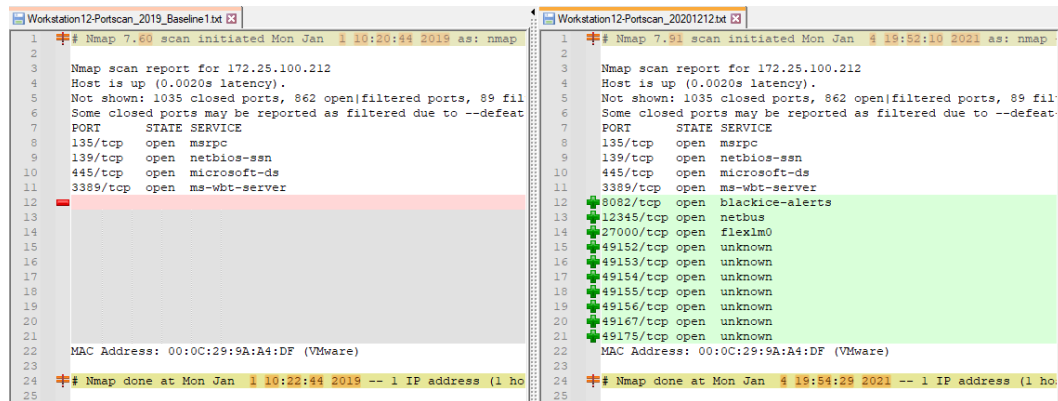 Workstation12-Portscan_2019_Baseline1.txt
1 # Nmap 7.60 scan initiated Mon Jan  1 10:20:44 2019 as: nmap
2
3 Nmap scan report for 172.25.100.212
4 Host is up (0.0020s latency).
5 Not shown: 1035 closed ports, 862 open|filtered ports, 89 fil
6 Some closed ports may be reported as filtered due to --defeat
7 PORT     STATE SERVICE
8 135/tcp  open  msrpc
9 139/tcp  open  netbios-ssn
10 445/tcp  open  microsoft-ds
11 3389/tcp open  ms-wbt-server
12
13
14
15
16
17
18
19
20
21
22 MAC Address: 00:0C:29:9A:A4:DF (VMware)
23
24 # Nmap done at Mon Jan  1 10:22:44 2019 -- 1 IP address (1 ho
25
Workstation12-Portscan_20201212.txt
1 # Nmap 7.91 scan initiated Mon Jan  4 19:52:10 2021 as: nmap -
2
3 Nmap scan report for 172.25.100.212
4 Host is up (0.0020s latency).
5 Not shown: 1035 closed ports, 862 open|filtered ports, 89 fil
6 Some closed ports may be reported as filtered due to --defeat-
7 PORT      STATE SERVICE
8 135/tcp   open  msrpc
9 139/tcp   open  netbios-ssn
10 445/tcp   open  microsoft-ds
11 3389/tcp  open  ms-wbt-server
12 8082/tcp  open  blackice-alerts
13 12345/tcp open  netbus
14 27000/tcp open  flexlm0
15 49152/tcp open  unknown
16 49153/tcp open  unknown
17 49154/tcp open  unknown
18 49155/tcp open  unknown
19 49156/tcp open  unknown
20 49167/tcp open  unknown
21 49175/tcp open  unknown
22 MAC Address: 00:0C:29:9A:A4:DF (VMware)
23
24 # Nmap done at Mon Jan  4 19:54:29 2021 -- 1 IP address (1 ho
25